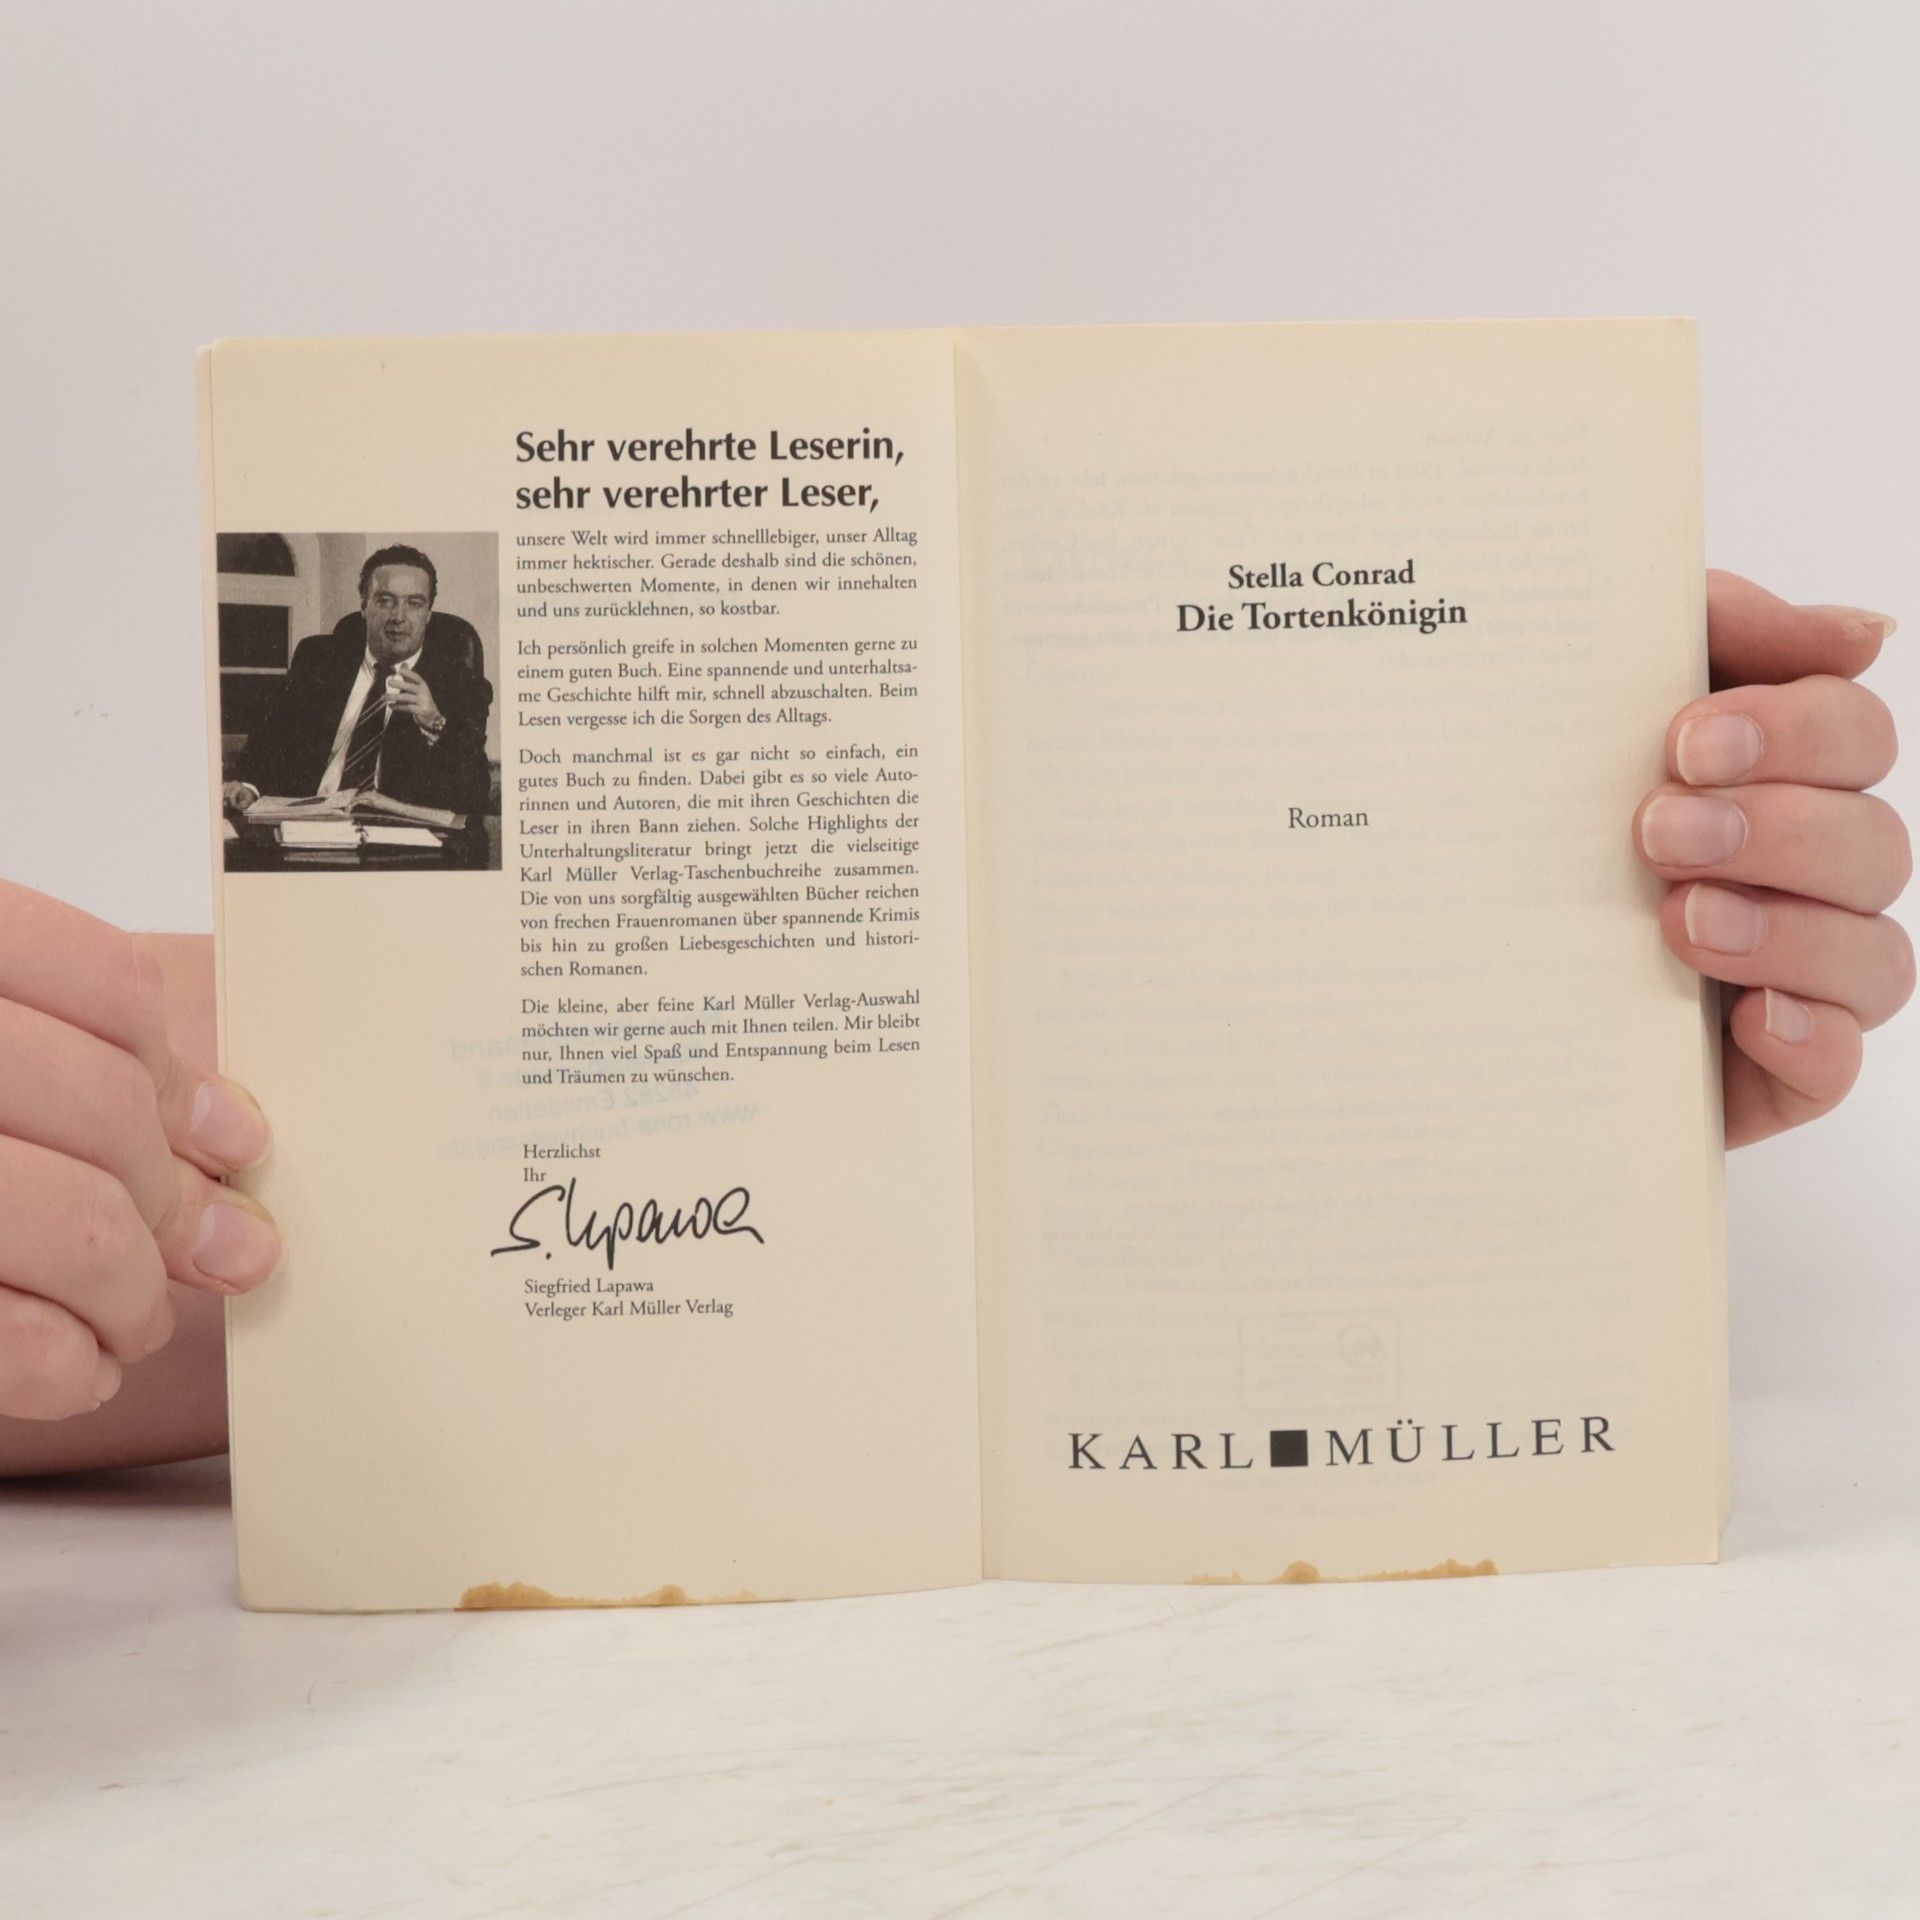 Sehr verehrte Leserin,
sehr verehrter Leser,
unsere Welt wird immer schnelllebiger, unser Alltag
immer hektischer. Gerade deshalb sind die schönen,
unbeschwerten Momente, in denen wir innehalten
und uns zurücklehnen, so kostbar.
Ich persönlich greife in solchen Momenten gerne zu
einem guten Buch. Eine spannende und unterhaltsa-
me Geschichte hilft mir, schnell abzuschalten. Beim
Lesen vergesse ich die Sorgen des Alltags.
Doch manchmal ist es gar nicht so einfach, ein
gutes Buch zu finden. Dabei gibt es so viele Auto-
rinnen und Autoren, die mit ihren Geschichten die
Leser in ihren Bann ziehen. Solche Highlights der
Unterhaltungsliteratur bringt jetzt die vielseitige
Karl Müller Verlag-Taschenbuchreihe zusammen.
Die von uns sorgfältig ausgewählten Bücher reichen
von frechen Frauenromanen über spannende Krimis
bis hin zu großen Liebesgeschichten und histori-
schen Romanen.
Die kleine, aber feine Karl Müller Verlag-Auswahl
möchten wir gerne auch mit Ihnen teilen. Mir bleibt
nur, Ihnen viel Spaß und Entspannung beim Lesen
und Träumen zu wünschen.
Herzlichst
Ihr
S. Lapawa
Siegfried Lapawa
Verleger Karl Müller Verlag
Stella Conrad
Die Tortenkönigin
Roman
KARL MÜLLER